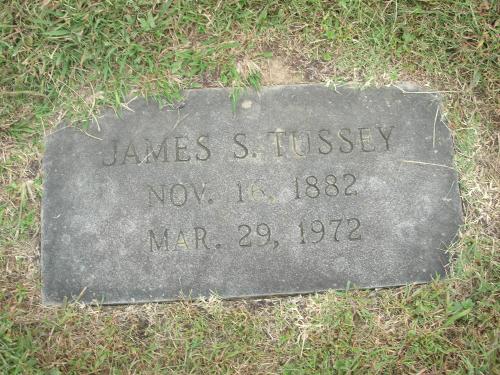 JAMES S. TUSSEY
NOV. 16, 1882
MAR. 29, 1972